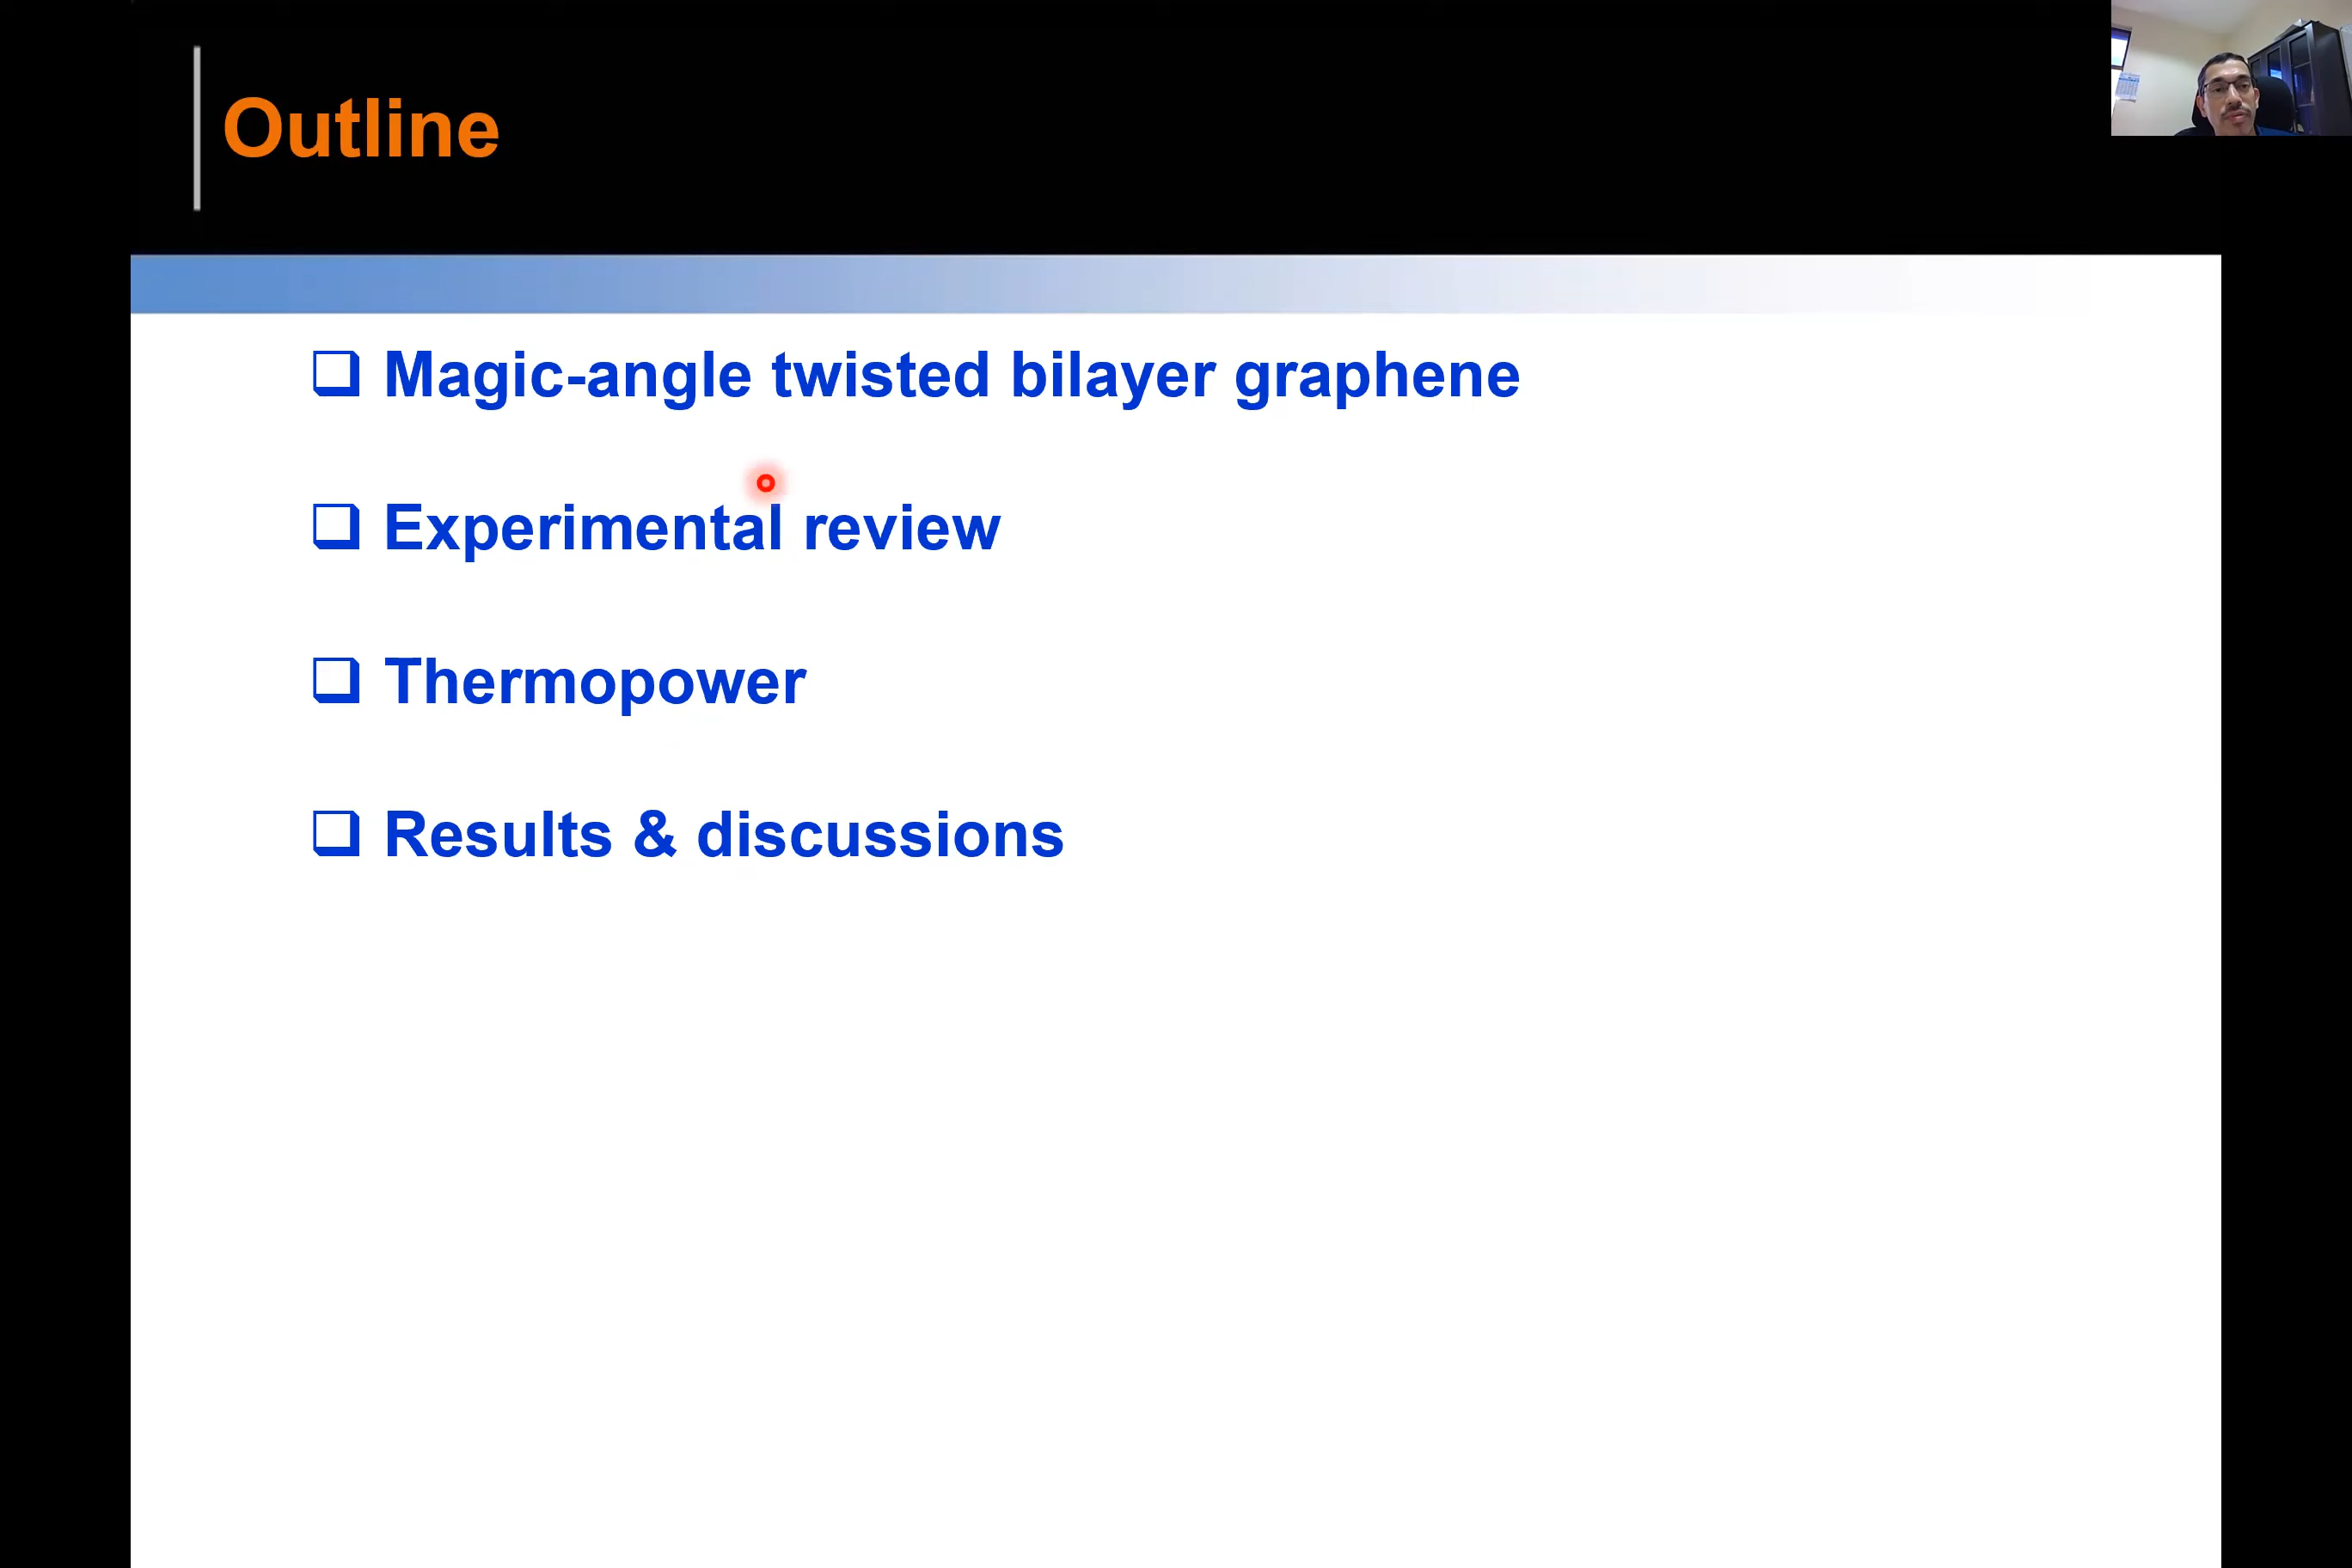 Outline
Magic-angle twisted bilayer graphene
Experimental review
Thermopower
Results & discussions